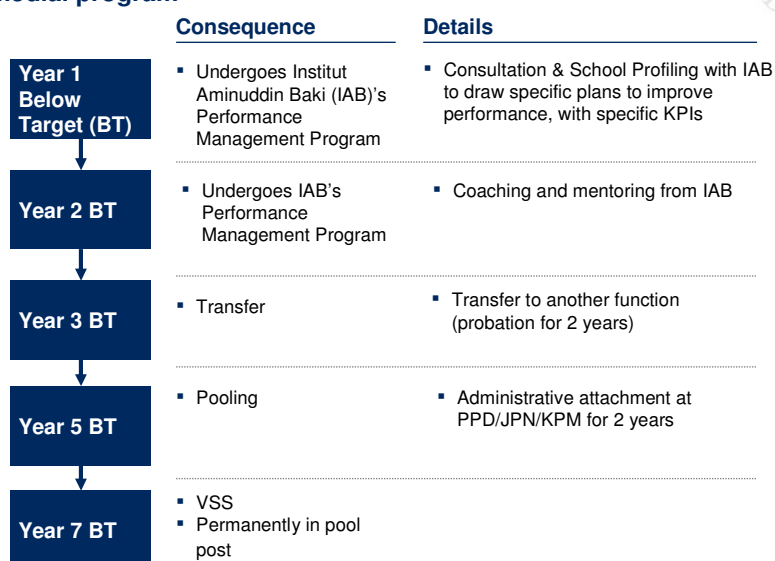 Consequence
Details
Year 1
Below
Target (BT)
▪ Undergoes Institut
Aminuddin Baki (IAB)'s
Performance
Management Program
▪ Consultation & School Profiling with IAB
to draw specific plans to improve
performance, with specific KPIs
Year 2 BT
▪ Undergoes IAB's
Performance
Management Program
▪ Coaching and mentoring from IAB
Year 3 BT
▪ Transfer
▪ Transfer to another function
(probation for 2 years)
Year 5 BT
▪ Pooling
▪ Administrative attachment at
PPD/JPN/KPM for 2 years
Year 7 BT
▪ VSS
▪ Permanently in pool
post